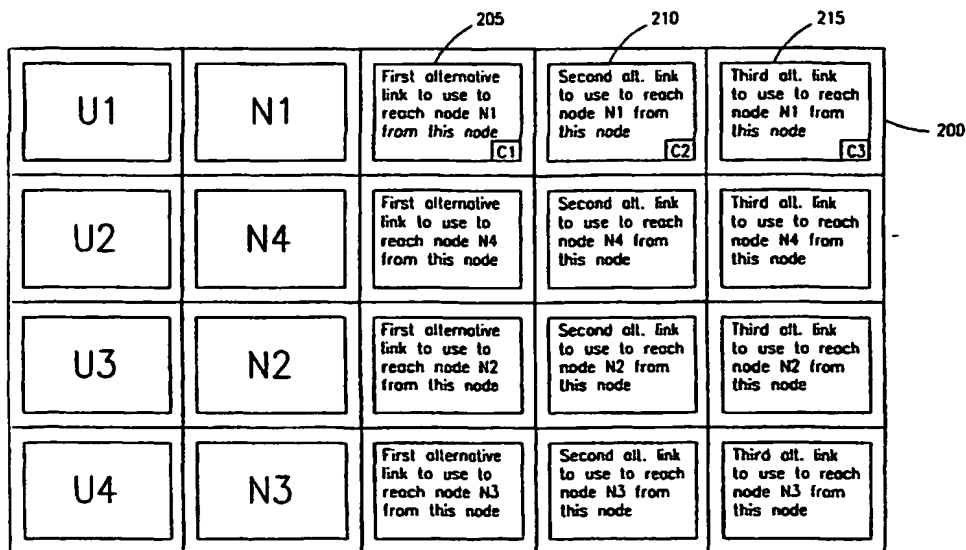 205
210
215
200
U1
N1
First alternative
link to use to
reach node N1
from this node
C1
Second alt. link
to use to reach
node N1 from
this node
C2
Third alt. link
to use to reach
node N1 from
this node
C3
U2
N4
First alternative
link to use to
reach node N4
from this node
Second alt. link
to use to reach
node N4 from
this node
Third alt. link
to use to reach
node N4 from
this node
U3
N2
First alternative
link to use to
reach node N2
from this node
Second alt. link
to use to reach
node N2 from
this node
Third alt. link
to use to reach
node N2 from
this node
U4
N3
First alternative
link to use to
reach node N3
from this node
Second alt. link
to use to reach
node N3 from
this node
Third alt. link
to use to reach
node N3 from
this node